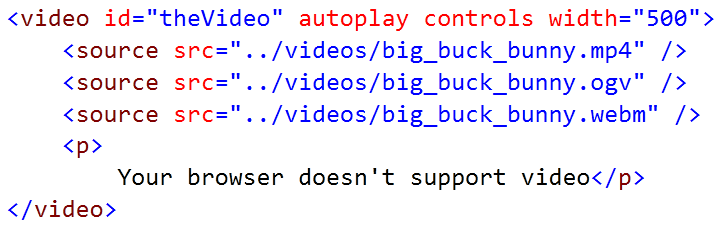 <video id="theVideo" autoplay controls width="500">
    <source src="../videos/big_buck_bunny.mp4" />
    <source src="../videos/big_buck_bunny.ogv" />
    <source src="../videos/big_buck_bunny.webm" />
    <p>
        Your browser doesn't support video</p>
</video>